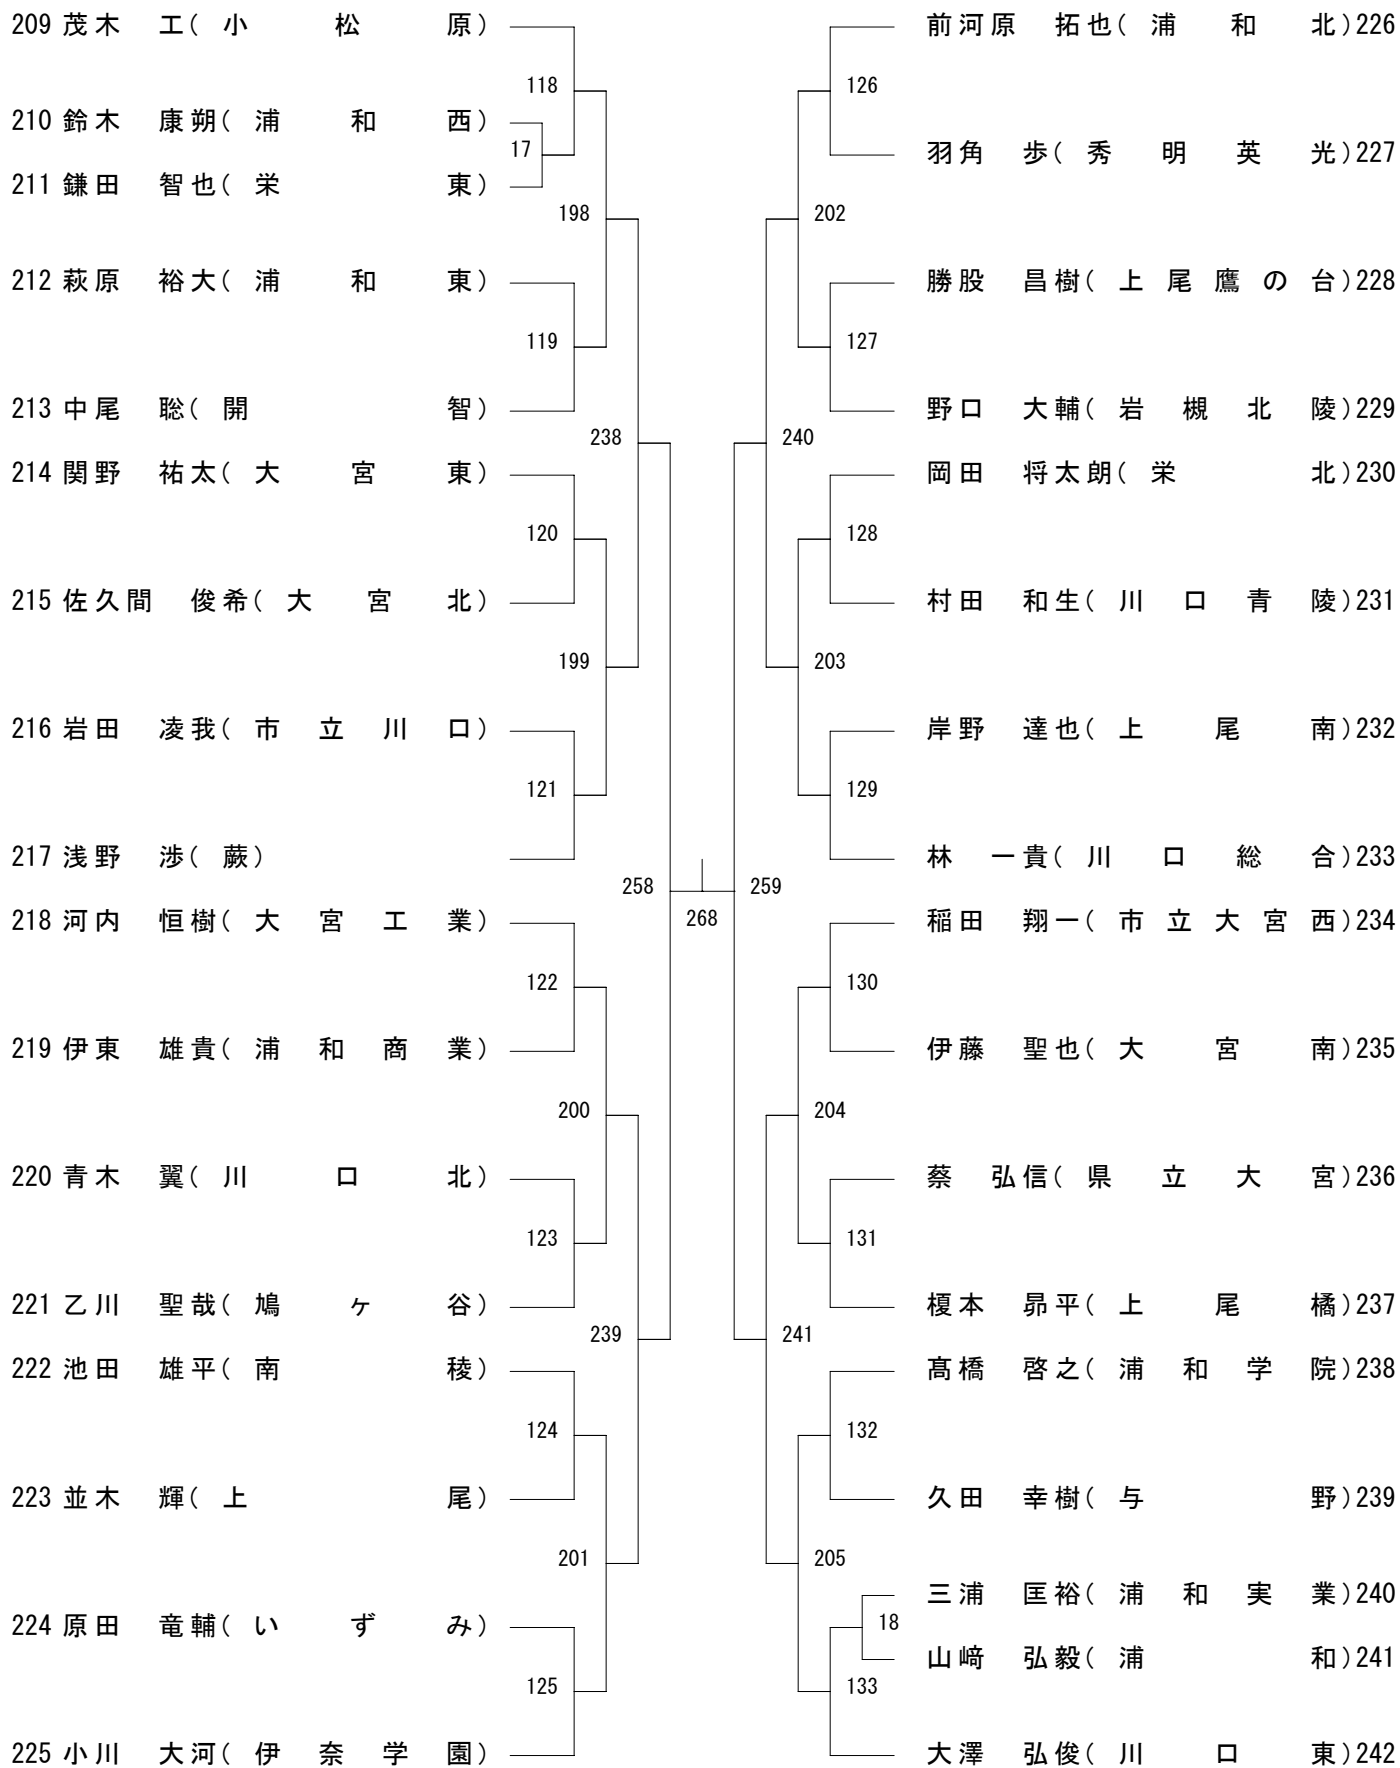 209 茂木 工(小松原)
118
210 鈴木 康朔(浦和西)
17
211 鎌田 智也(栄東)
198
212 萩原 裕大(浦和東)
119
213 中尾 聡(開智)
238
214 関野 祐太(大宮東)
120
215 佐久間 俊希(大宮北)
199
216 岩田 凌我(市立川口)
121
217 浅野 渉(蕨)
258
218 河内 恒樹(大宮工業)
122
219 伊東 雄貴(浦和商業)
200
220 青木 翼(川口北)
123
221 乙川 聖哉(鳩ヶ谷)
239
222 池田 雄平(南稜)
124
223 並木 輝(上尾)
201
224 原田 竜輔(いずみ)
125
225 小川 大河(伊奈学園)
268
前河原 拓也(浦和北)226
126
羽角 歩(秀明英光)227
202
勝股 昌樹(上尾鷹の台)228
127
野口 大輔(岩槻北陵)229
240
岡田 将太朗(栄北)230
128
村田 和生(川口青陵)231
203
岸野 達也(上尾南)232
129
林 一貴(川口総合)233
259
稲田 翔一(市立大宮西)234
130
伊藤 聖也(大宮南)235
204
蔡 弘信(県立大宮)236
131
榎本 昴平(上尾橘)237
241
髙橋 啓之(浦和学院)238
132
久田 幸樹(与野)239
205
三浦 匡裕(浦和実業)240
18
山﨑 弘毅(浦和)241
133
大澤 弘俊(川口東)242